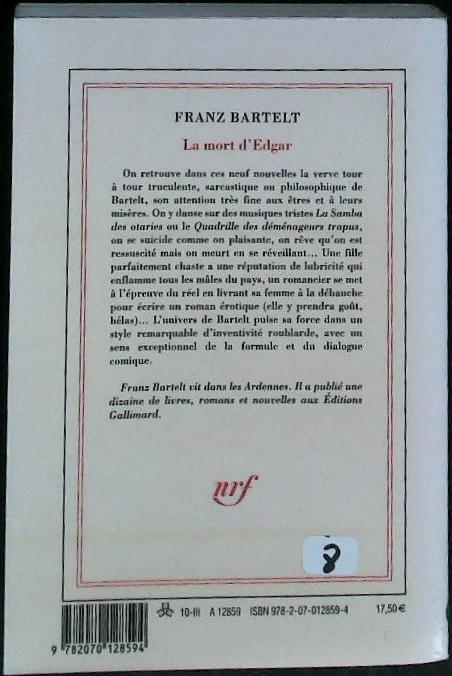 FRANZ BARTELT
La mort d'Edgar
On retrouve dans ces neuf nouvelles la verve tour
à tour truculente, sarcastique ou philosophique de
Bartelt, son attention très fine aux êtres et à leurs
misères. On y danse sur des musiques tristes La Samba
des otaries ou le Quadrille des déménageurs trapus,
on se suicide comme on plaisante, on rêve qu'on est
ressuscité mais on meurt en se réveillant... Une fille
parfaitement chaste a une réputation de lubricité qui
enflamme tous les mâles du pays, un romancier se met
à l'épreuve du réel en livrant sa femme à la débauche
pour écrire un roman érotique (elle y prendra goût,
hélas)... L'univers de Bartelt puise sa force dans un
style remarquable d'inventivité roublarde, avec un
sens exceptionnel de la formule et du dialogue
comique.
Franz Bartelt vit dans les Ardennes. Il a publié une
dizaine de livres, romans et nouvelles aux Éditions
Gallimard.
nrf
8
10-III A 12859 ISBN 978-2-07-012859-4 17,50 €
9 782070 128594